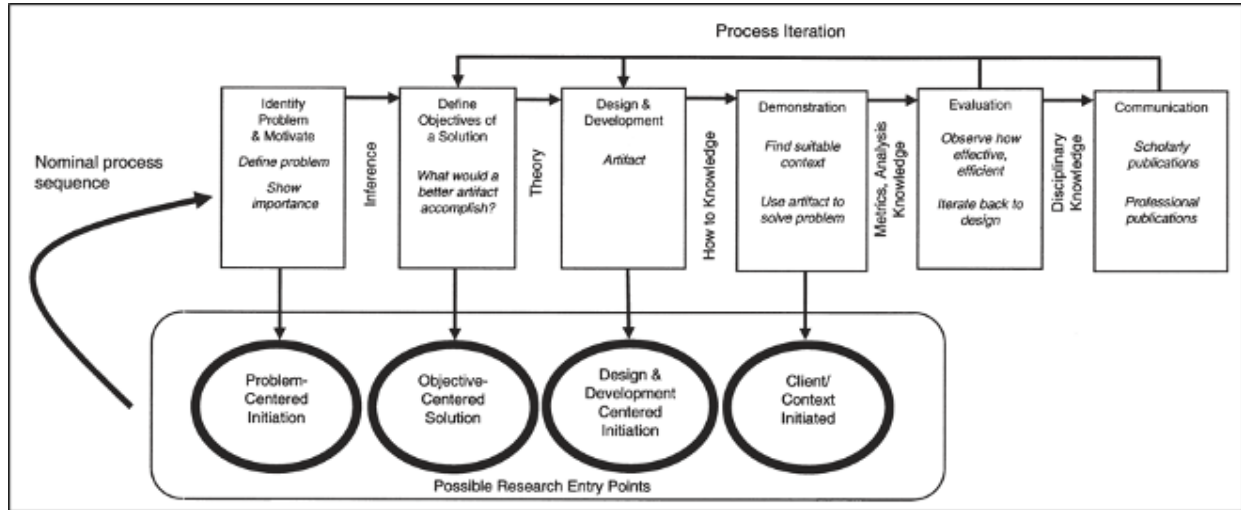 Process Iteration
Nominal process
sequence
Identify
Problem
& Motivate
Define problem
Show
importance
Inference
Define
Objectives of
a Solution
What would a
better artifact
accomplish?
Theory
Design &
Development
Artifact
How to Knowledge
Demonstration
Find suitable
context
Use artifact to
solve problem
Metrics, Analysis
Knowledge
Evaluation
Observe how
effective,
efficient
Iterate back to
design
Disciplinary
Knowledge
Communication
Scholarly
publications
Professional
publications
Problem-
Centered
Initiation
Objective-
Centered
Solution
Design &
Development
Centered
Initiation
Client/
Context
Initiated
Possible Research Entry Points